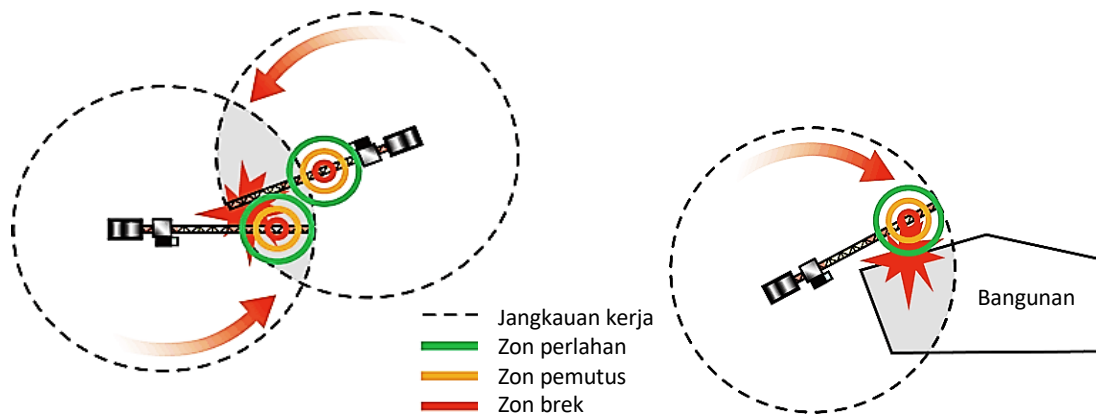 Jangkauan kerja
Zon perlahan
Zon pemutus
Zon brek
Bangunan